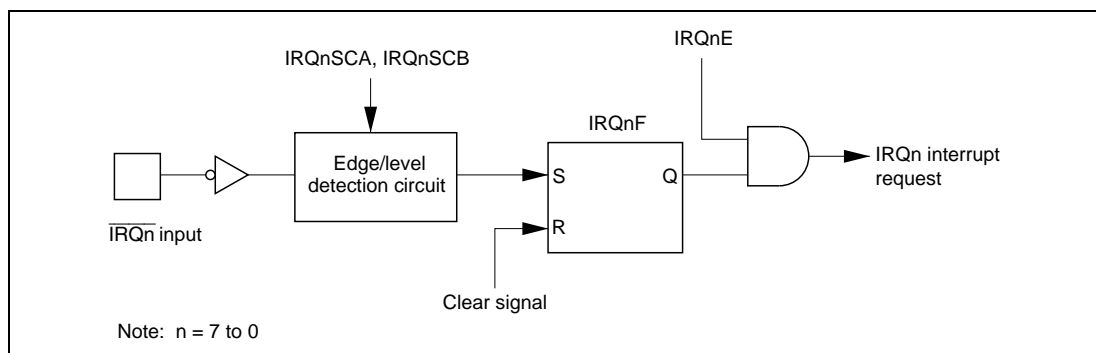 IRQnE
IRQnSCA, IRQnSCB
IRQnF
Edge/level
detection circuit
S
Q
IRQn interrupt
request
R
IRQn input
Clear signal
Note: n = 7 to 0